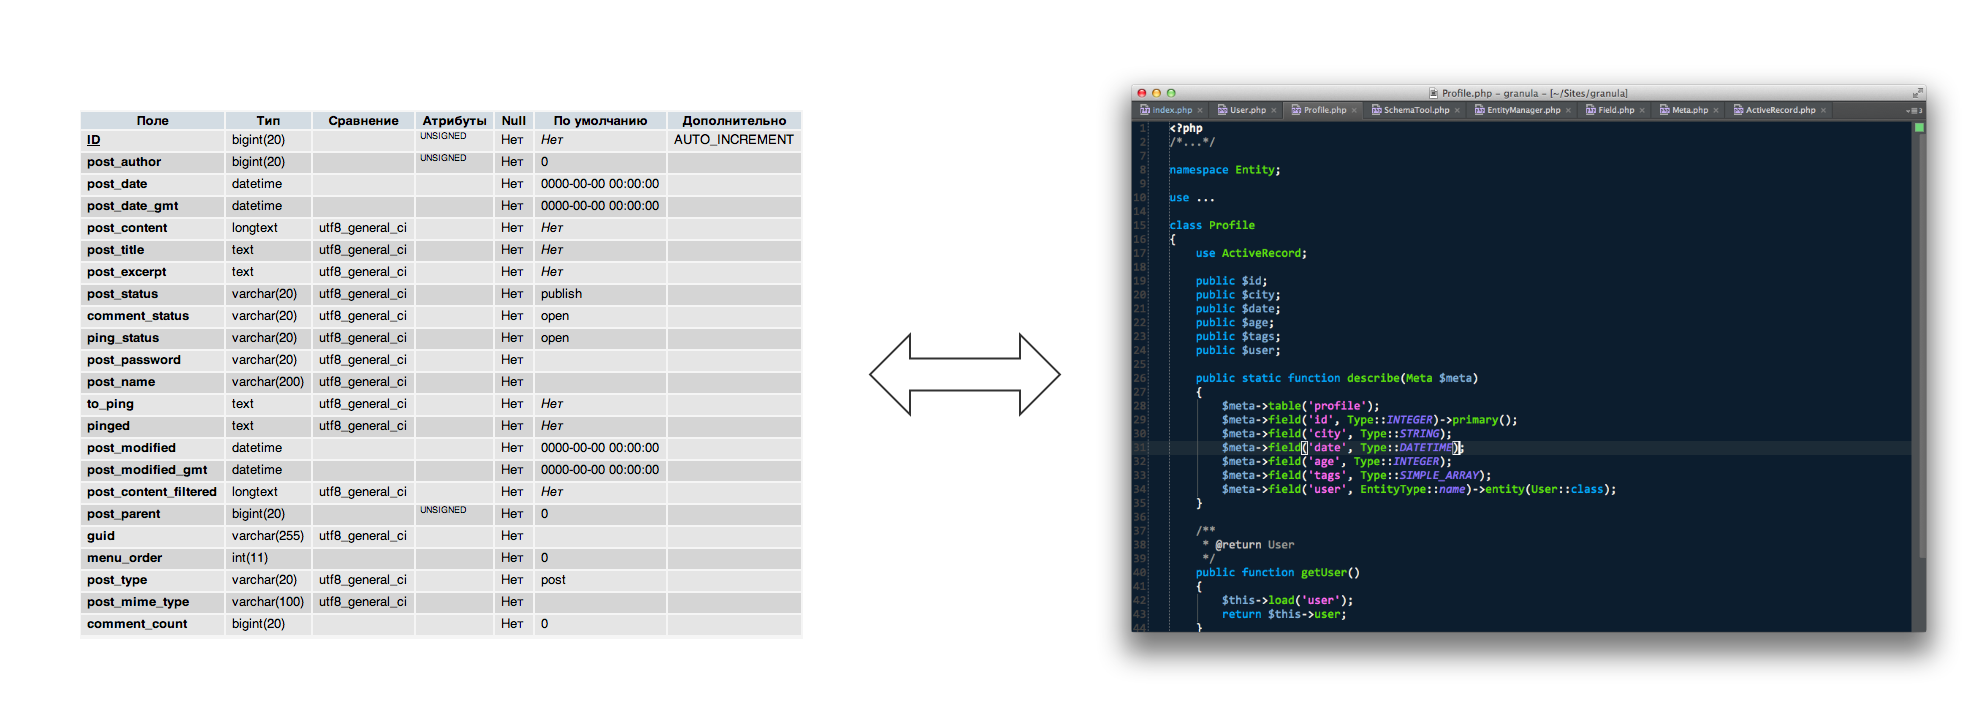 Поле Тип Сравнение Атрибуты Null По умолчанию Дополнительно
ID bigint(20) UNSIGNED Нет Нет AUTO_INCREMENT
post_author bigint(20) UNSIGNED Нет 0
post_date datetime Нет 0000-00-00 00:00:00
post_date_gmt datetime Нет 0000-00-00 00:00:00
post_content longtext utf8_general_ci Нет Нет
post_title text utf8_general_ci Нет Нет
post_excerpt text utf8_general_ci Нет Нет
post_status varchar(20) utf8_general_ci Нет publish
comment_status varchar(20) utf8_general_ci Нет open
ping_status varchar(20) utf8_general_ci Нет open
post_password varchar(20) utf8_general_ci Нет
post_name varchar(200) utf8_general_ci Нет
to_ping text utf8_general_ci Нет Нет
pinged text utf8_general_ci Нет Нет
post_modified datetime Нет 0000-00-00 00:00:00
post_modified_gmt datetime Нет 0000-00-00 00:00:00
post_content_filtered longtext utf8_general_ci Нет Нет
post_parent bigint(20) UNSIGNED Нет 0
guid varchar(255) utf8_general_ci Нет
menu_order int(11) Нет 0
post_type varchar(20) utf8_general_ci Нет post
post_mime_type varchar(100) utf8_general_ci Нет
comment_count bigint(20) Нет 0
Profile.php – granula – [~/Sites/granula]
index.php User.php Profile.php SchemaTool.php EntityManager.php Field.php Meta.php ActiveRecord.php
1 <?php
2 /*...*/
7
8 namespace Entity;
9
10 use ...
14
15 class Profile
16 {
17 use ActiveRecord;
18
19 public $id;
20 public $city;
21 public $date;
22 public $age;
23 public $tags;
24 public $user;
25
26 public static function describe(Meta $meta)
27 {
28 $meta->table('profile');
29 $meta->field('id', Type::INTEGER)->primary();
30 $meta->field('city', Type::STRING);
31 $meta->field('date', Type::DATETIME);
32 $meta->field('age', Type::INTEGER);
33 $meta->field('tags', Type::SIMPLE_ARRAY);
34 $meta->field('user', EntityType::name)->entity(User::class);
35 }
36
37 /**
38 * @return User
39 */
40 public function getUser()
41 {
42 $this->load('user');
43 return $this->user;
44 }